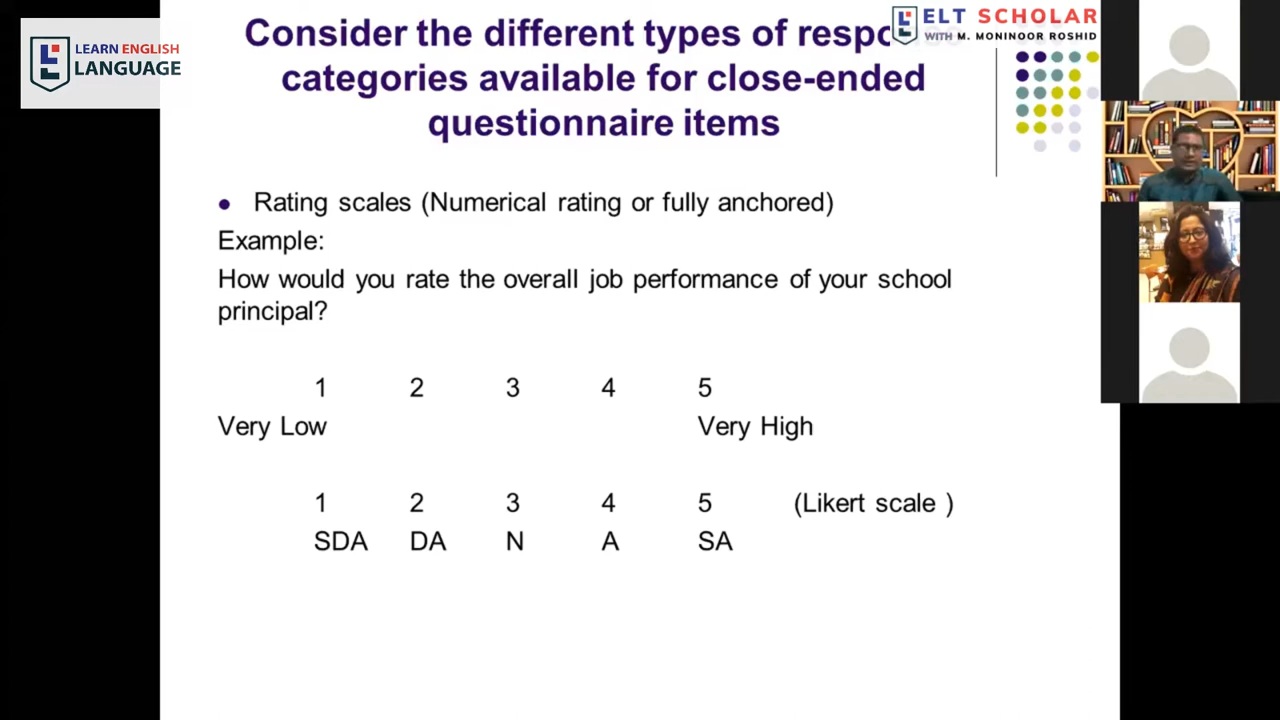 LEARN ENGLISH
LANGUAGE
ELT SCHOLAR
WITH M. MONINOOR ROSHID
Consider the different types of
categories available for close-ended
questionnaire items
Rating scales (Numerical rating or fully anchored)
Example:
How would you rate the overall job performance of your school
principal?
1 2 3 4 5
Very Low Very High
1 2 3 4 5 (Likert scale )
SDA DA N A SA